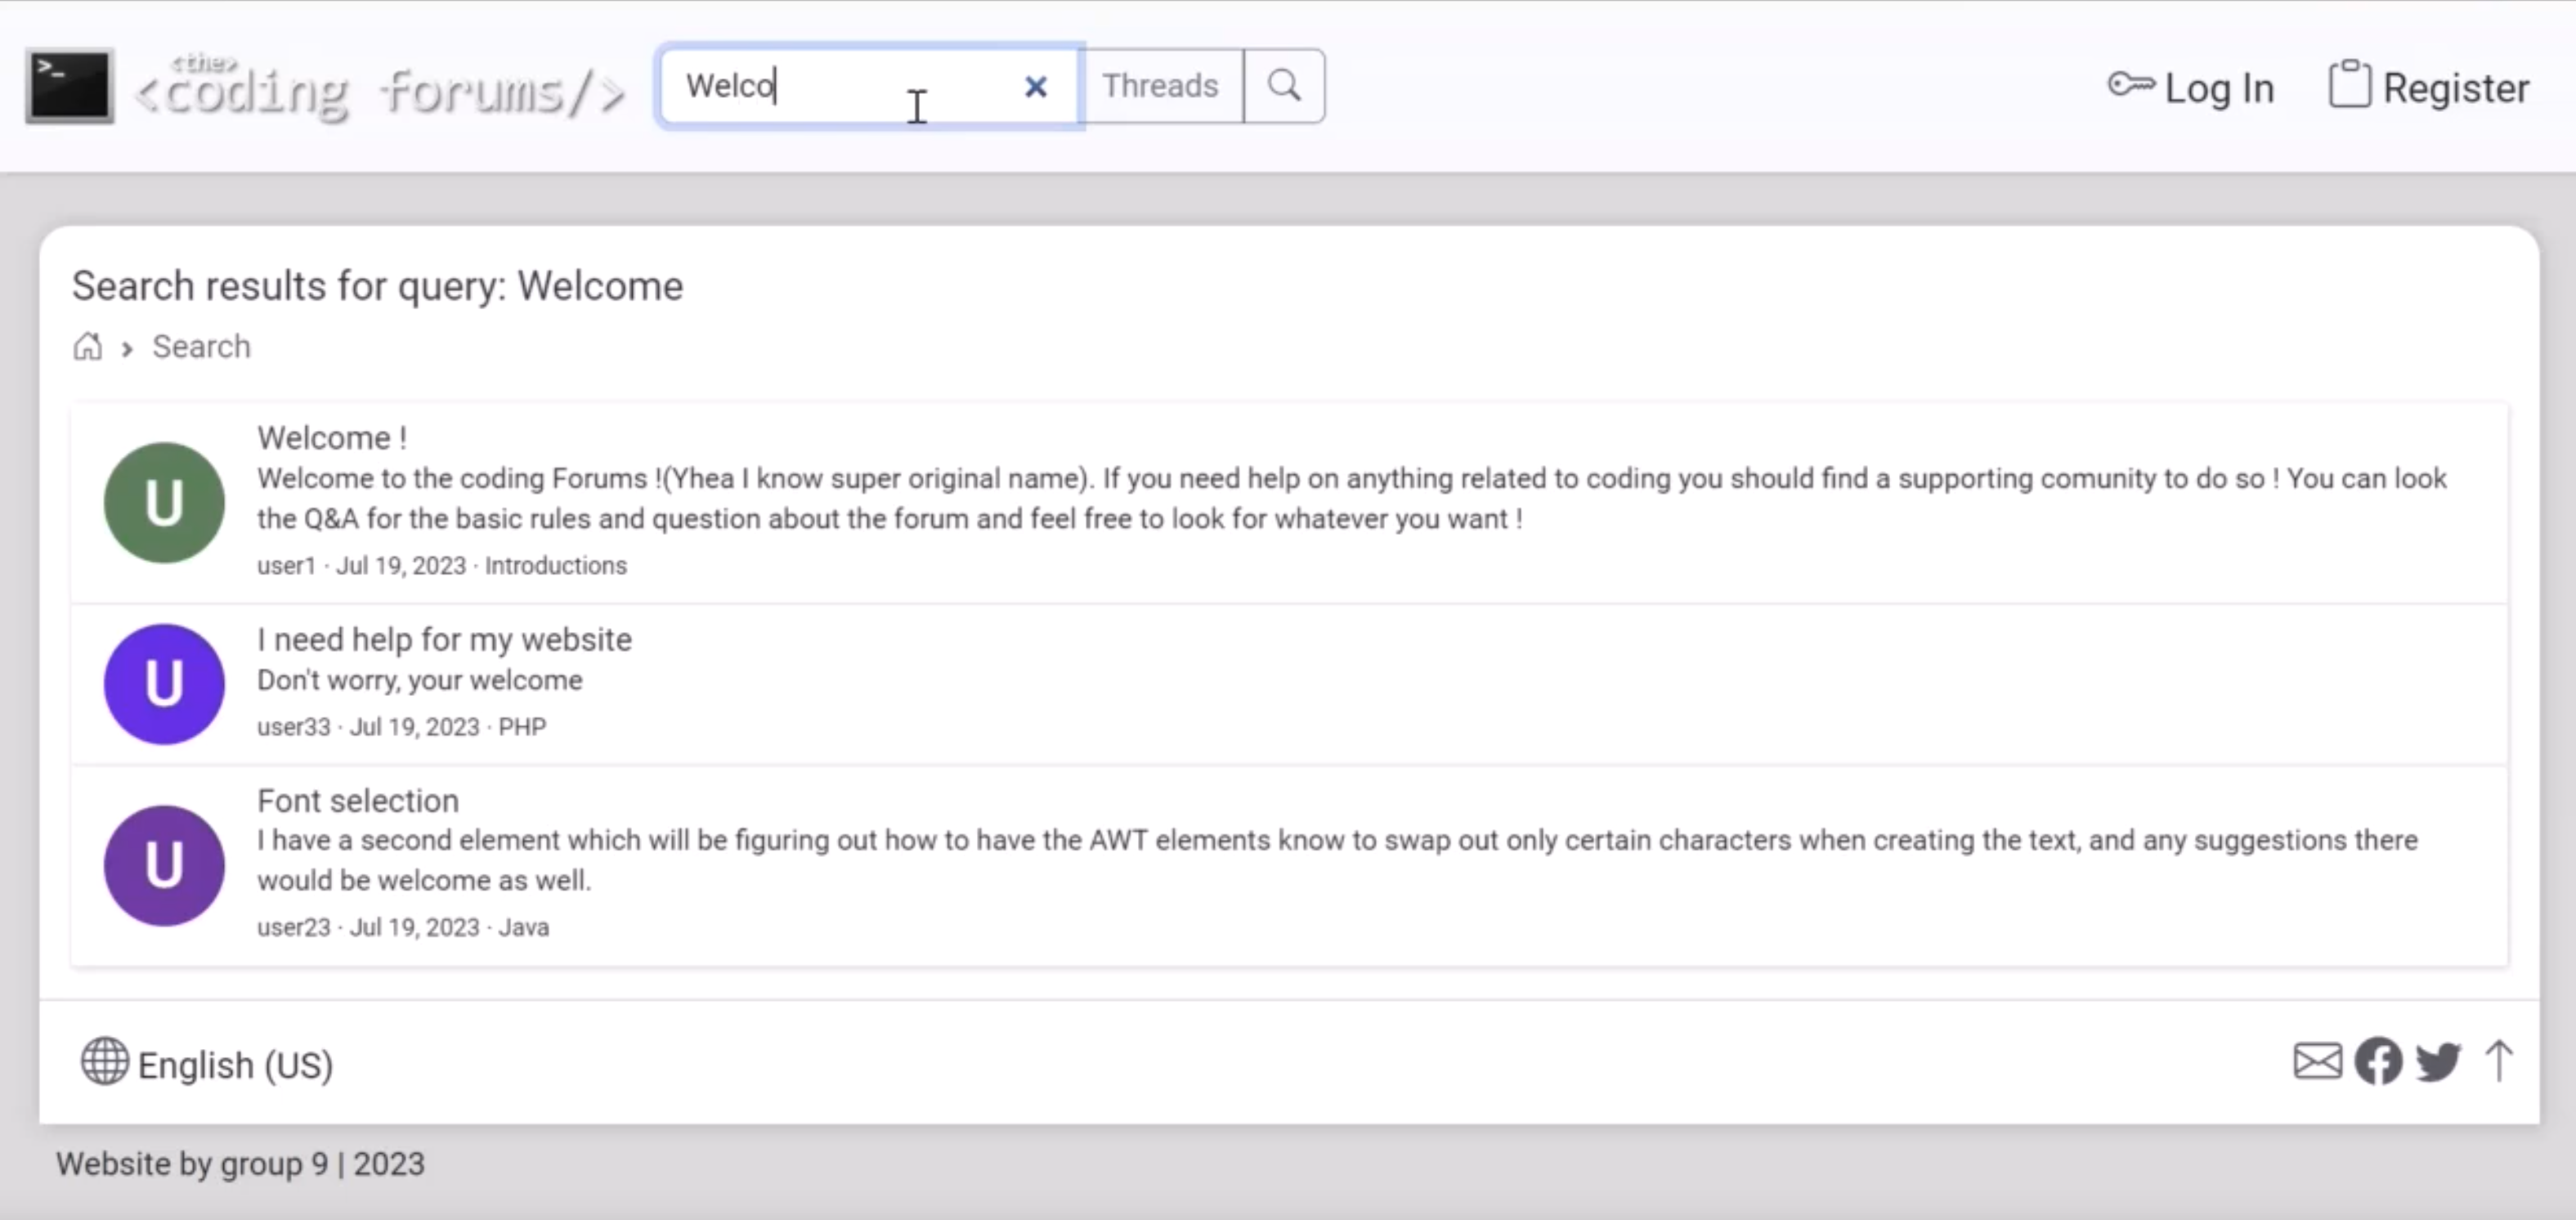 >_
<the>
<coding forums/>
Welco
Threads
Log In
Register
Search results for query: Welcome
Search
U
Welcome !
Welcome to the coding Forums !(Yhea I know super original name). If you need help on anything related to coding you should find a supporting comunity to do so ! You can look
the Q&A for the basic rules and question about the forum and feel free to look for whatever you want !
user1 · Jul 19, 2023 · Introductions
U
I need help for my website
Don't worry, your welcome
user33 · Jul 19, 2023 · PHP
U
Font selection
I have a second element which will be figuring out how to have the AWT elements know to swap out only certain characters when creating the text, and any suggestions there
would be welcome as well.
user23 · Jul 19, 2023 · Java
English (US)
Website by group 9 | 2023